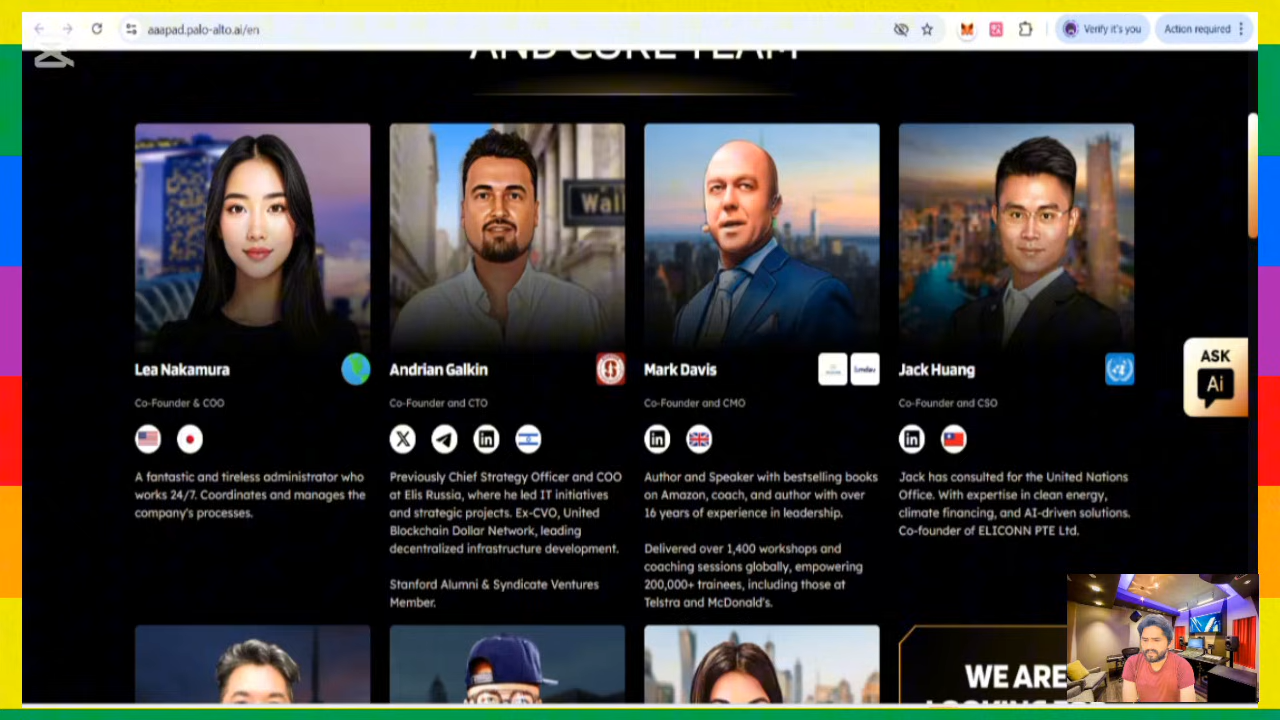 aaapad.palo-alto.ai/en
Verify it's you
Action required
AND CORE TEAM
Wall
Lea Nakamura
Co-Founder & COO
A fantastic and tireless administrator who
works 24/7. Coordinates and manages the
company's processes.
Andrian Galkin
Co-Founder and CTO
Previously Chief Strategy Officer and COO
at Elis Russia, where he led IT initiatives
and strategic projects. Ex-CVO, United
Blockchain Dollar Network, leading
decentralized infrastructure development.
Stanford Alumni & Syndicate Ventures
Member.
Mark Davis
Co-Founder and CMO
Author and Speaker with bestselling books
on Amazon, coach, and author with over
16 years of experience in leadership.
Delivered over 1,400 workshops and
coaching sessions globally, empowering
200,000+ trainees, including those at
Telstra and McDonald's.
Jack Huang
Co-Founder and CSO
Jack has consulted for the United Nations
Office. With expertise in clean energy,
climate financing, and AI-driven solutions.
Co-founder of ELICONN PTE Ltd.
ASK
Ai
WE ARE
LOOKING FOR